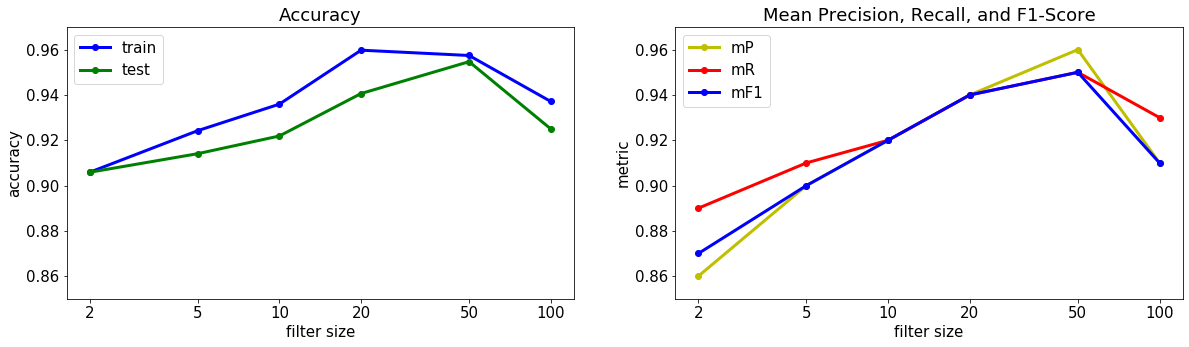 Accuracy
train
test
accuracy
0.96
0.94
0.92
0.90
0.88
0.86
2 5 10 20 50 100
filter size
Mean Precision, Recall, and F1-Score
mP
mR
mF1
metric
0.96
0.94
0.92
0.90
0.88
0.86
2 5 10 20 50 100
filter size